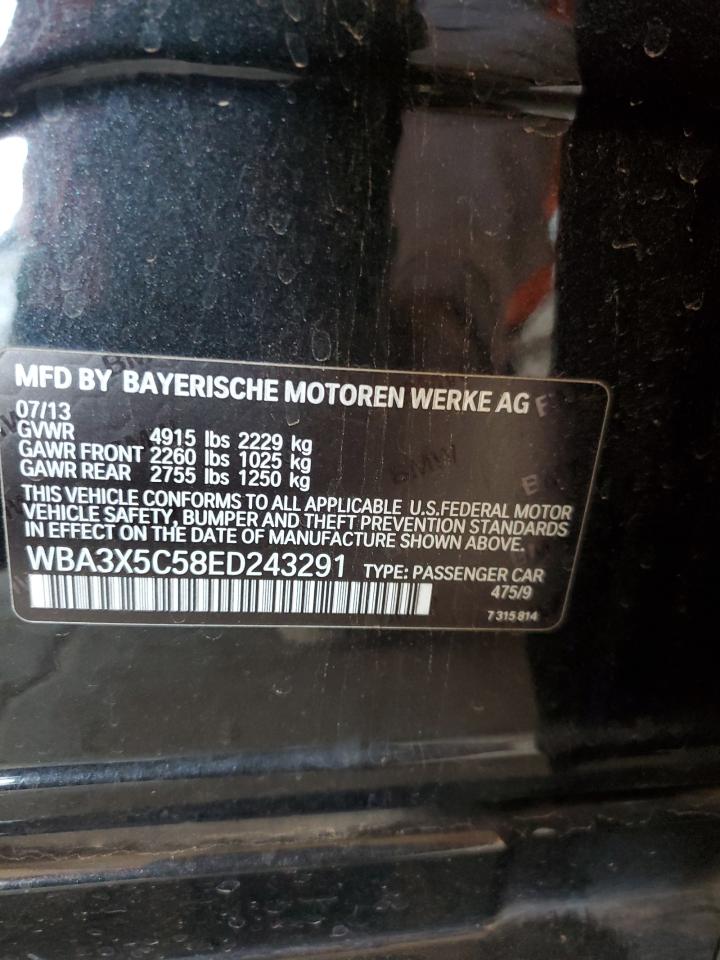 MFD BY BAYERISCHE MOTOREN WERKE AG
07/13
GVWR 4915 lbs 2229 kg
GAWR FRONT 2260 lbs 1025 kg
GAWR REAR 2755 lbs 1250 kg
THIS VEHICLE CONFORMS TO ALL APPLICABLE U.S.FEDERAL MOTOR
VEHICLE SAFETY, BUMPER AND THEFT PREVENTION STANDARDS
IN EFFECT ON THE DATE OF MANUFACTURE SHOWN ABOVE.
WBA3X5C58ED243291 TYPE: PASSENGER CAR
475/9
7 315 814
BMW